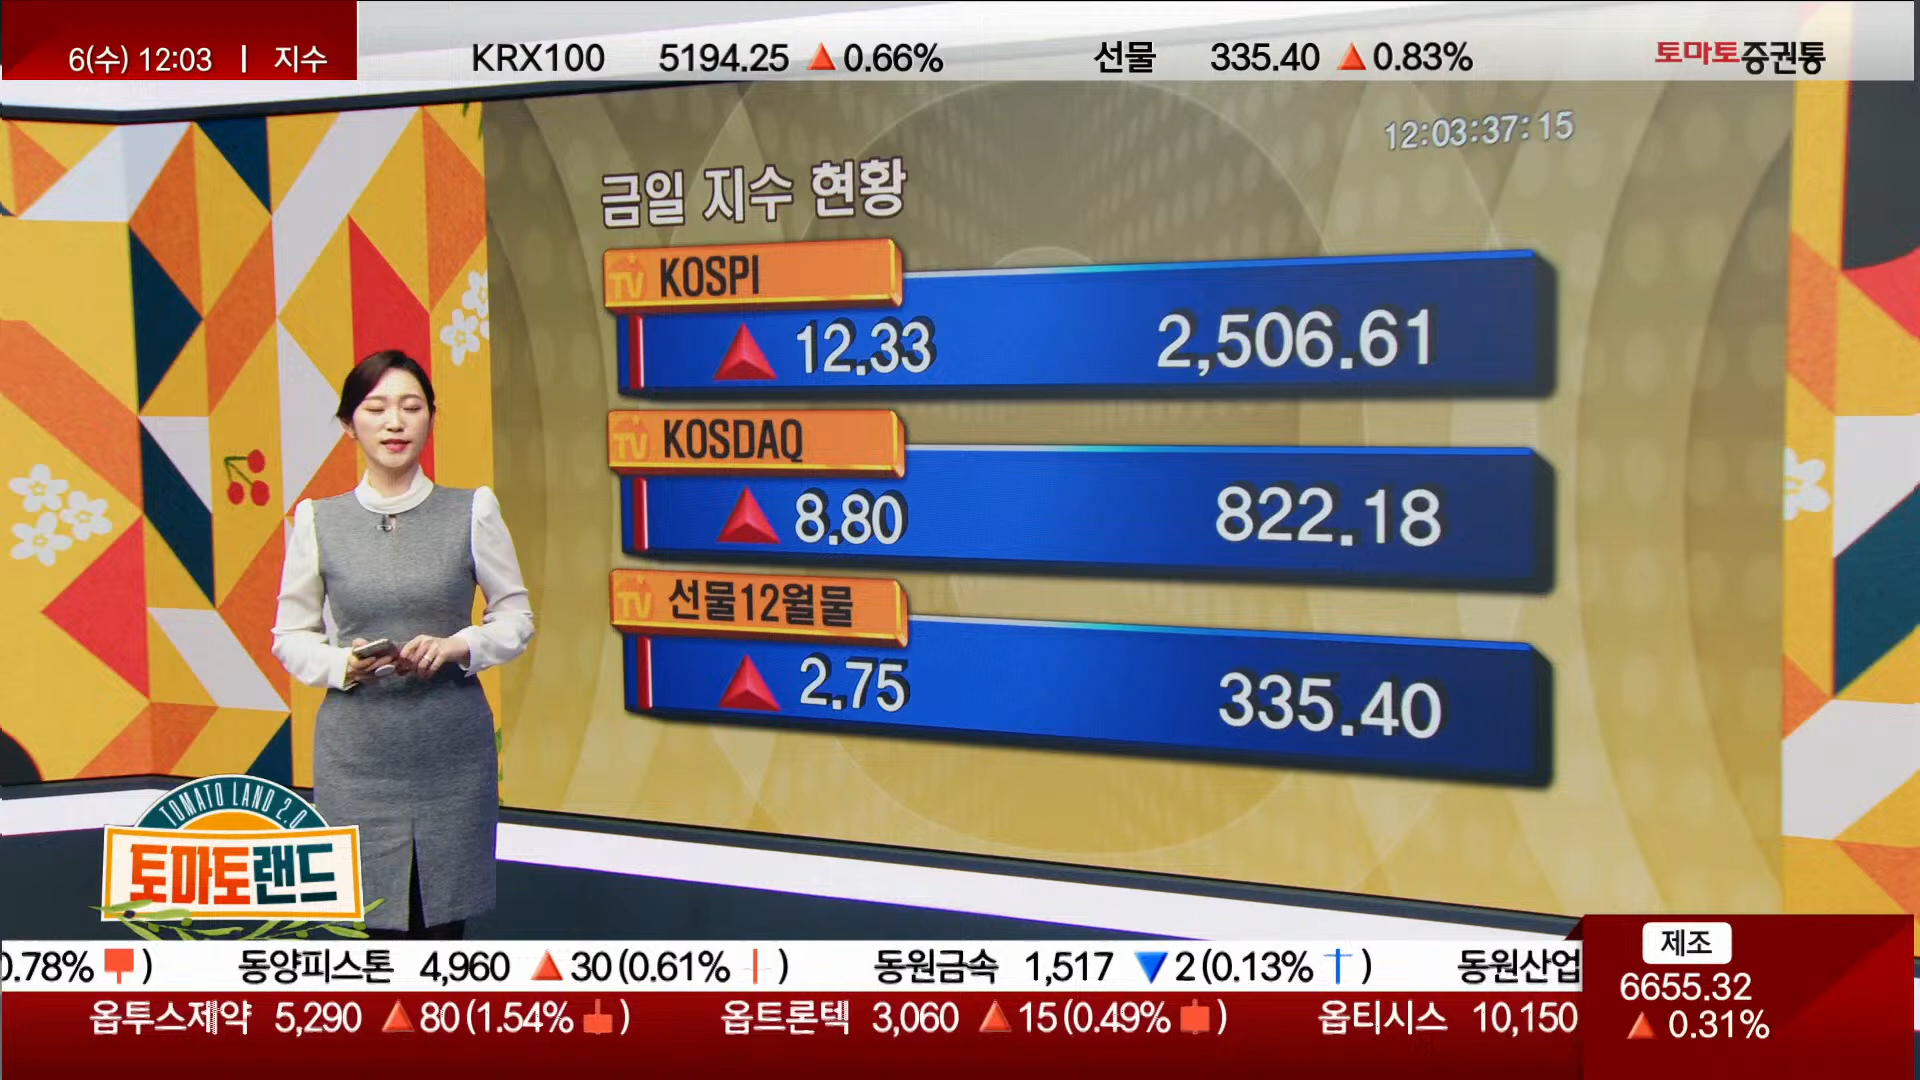 6(수) 12:03 | 지수
KRX100 5194.25 ▲ 0.66% 선물 335.40 ▲ 0.83%
토마토증권통
12:03:37:15
금일 지수 현황
TV KOSPI
▲ 12.33 2,506.61
TV KOSDAQ
▲ 8.80 822.18
TV 선물12월물
▲ 2.75 335.40
TOMATO LAND 2.0
토마토랜드
0.78% ) 동양피스톤 4,960 ▲ 30(0.61% ) 동원금속 1,517 ▼ 2(0.13% ) 동원산업
옵투스제약 5,290 ▲ 80(1.54% ) 옵트론텍 3,060 ▲ 15(0.49% ) 옵티시스 10,150
제조
6655.32
▲ 0.31%